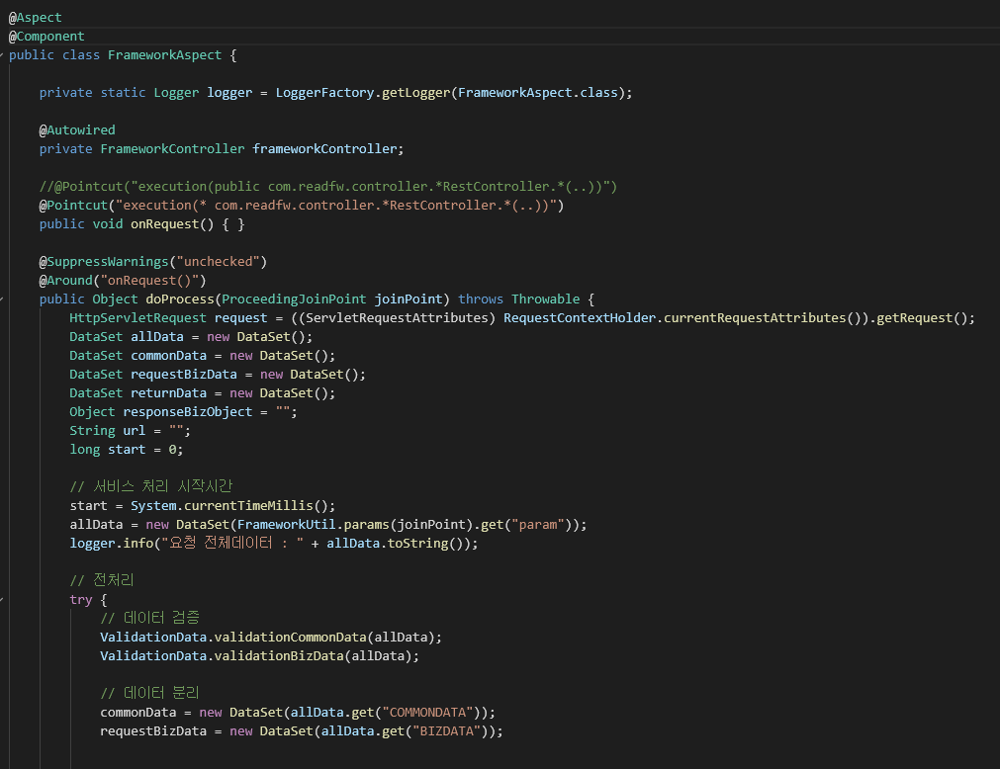 @Aspect
@Component
public class FrameworkAspect {
private static Logger logger = LoggerFactory.getLogger(FrameworkAspect.class);
@Autowired
private FrameworkController frameworkController;
//@Pointcut("execution(public com.readfw.controller.*RestController.*(..))")
@Pointcut("execution(* com.readfw.controller.*RestController.*(..))")
public void onRequest() { }
@SuppressWarnings("unchecked")
@Around("onRequest()")
public Object doProcess(ProceedingJoinPoint joinPoint) throws Throwable {
HttpServletRequest request = ((ServletRequestAttributes) RequestContextHolder.currentRequestAttributes()).getRequest();
DataSet allData = new DataSet();
DataSet commonData = new DataSet();
DataSet requestBizData = new DataSet();
DataSet returnData = new DataSet();
Object responseBizObject = "";
String url = "";
long start = 0;
// 서비스 처리 시작시간
start = System.currentTimeMillis();
allData = new DataSet(FrameworkUtil.params(joinPoint).get("param"));
logger.info("요청 전체데이터 : " + allData.toString());
// 전처리
try {
// 데이터 검증
ValidationData.validationCommonData(allData);
ValidationData.validationBizData(allData);
// 데이터 분리
commonData = new DataSet(allData.get("COMMONDATA"));
requestBizData = new DataSet(allData.get("BIZDATA"));